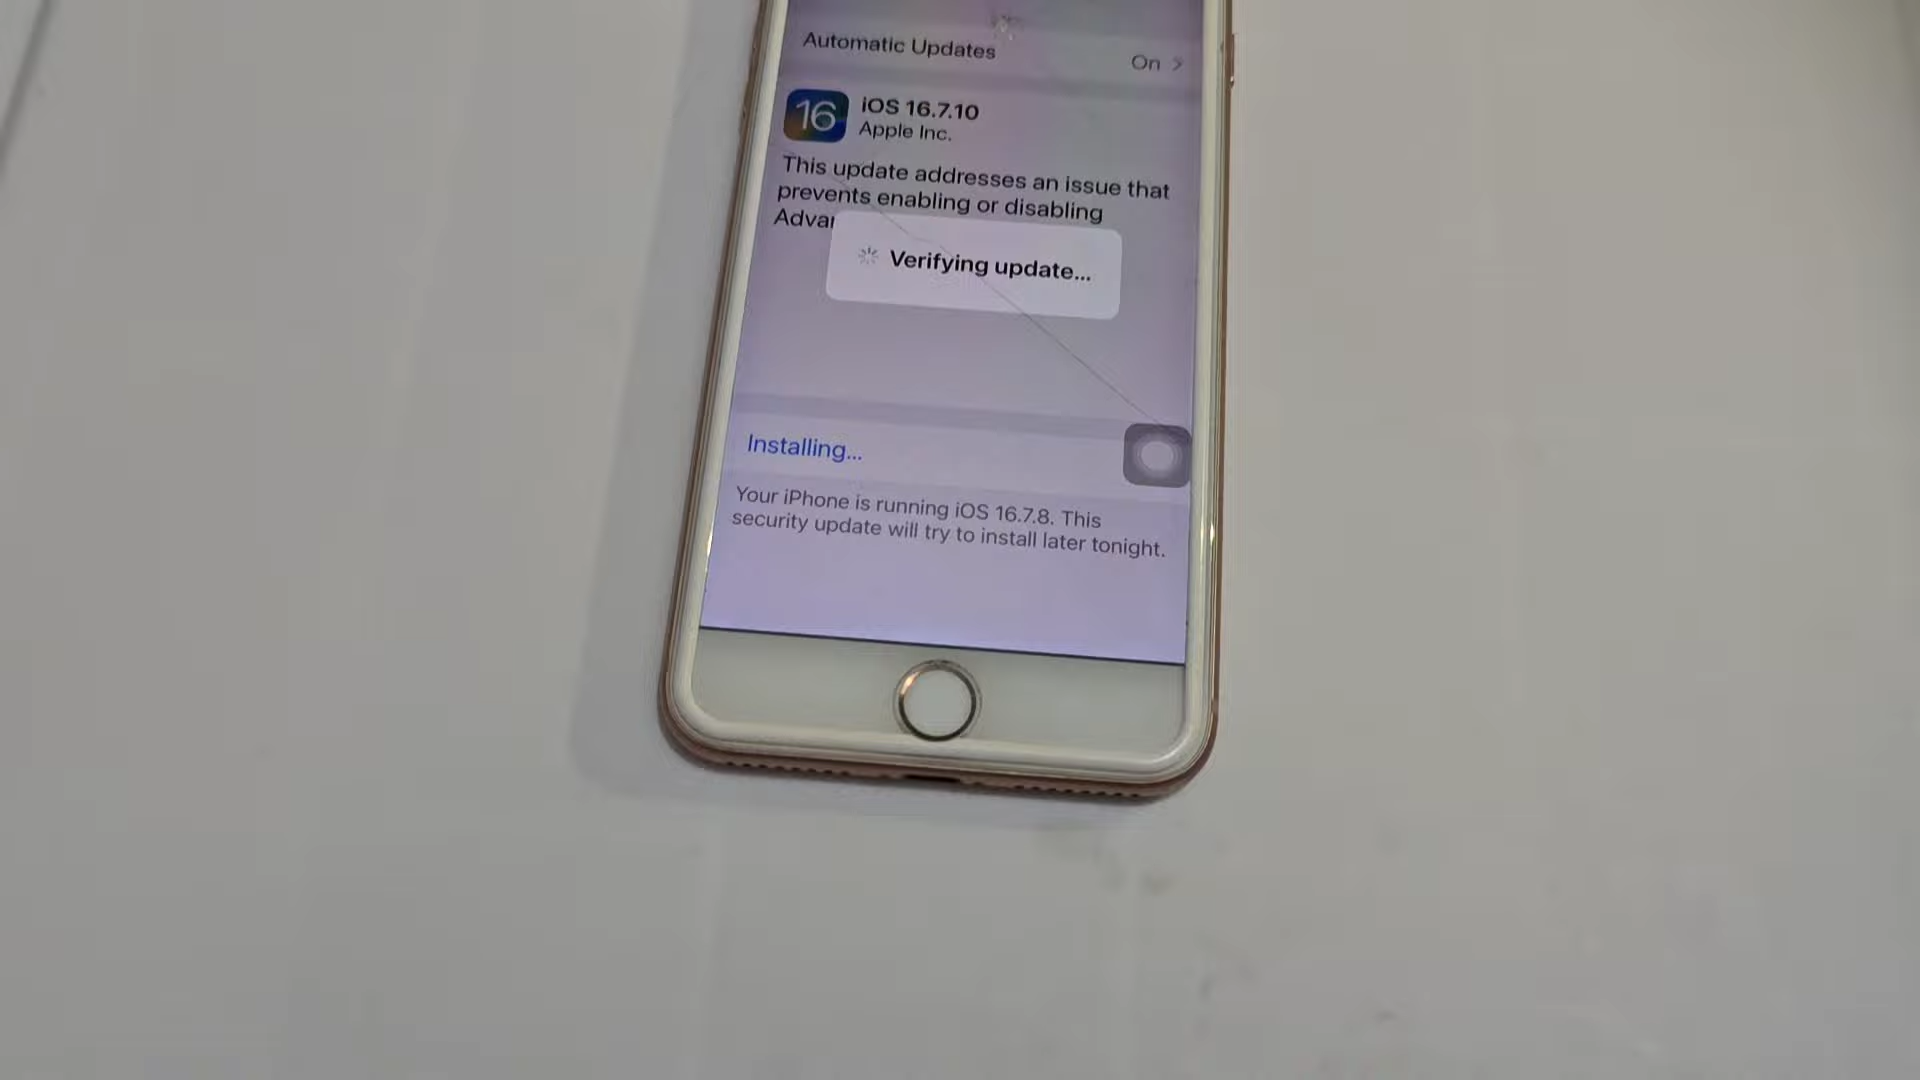 Automatic Updates
On
16
iOS 16.7.10
Apple Inc.
This update addresses an issue that
prevents enabling or disabling
Verifying update...
Installing...
Your iPhone is running iOS 16.7.8. This
security update will try to install later tonight.